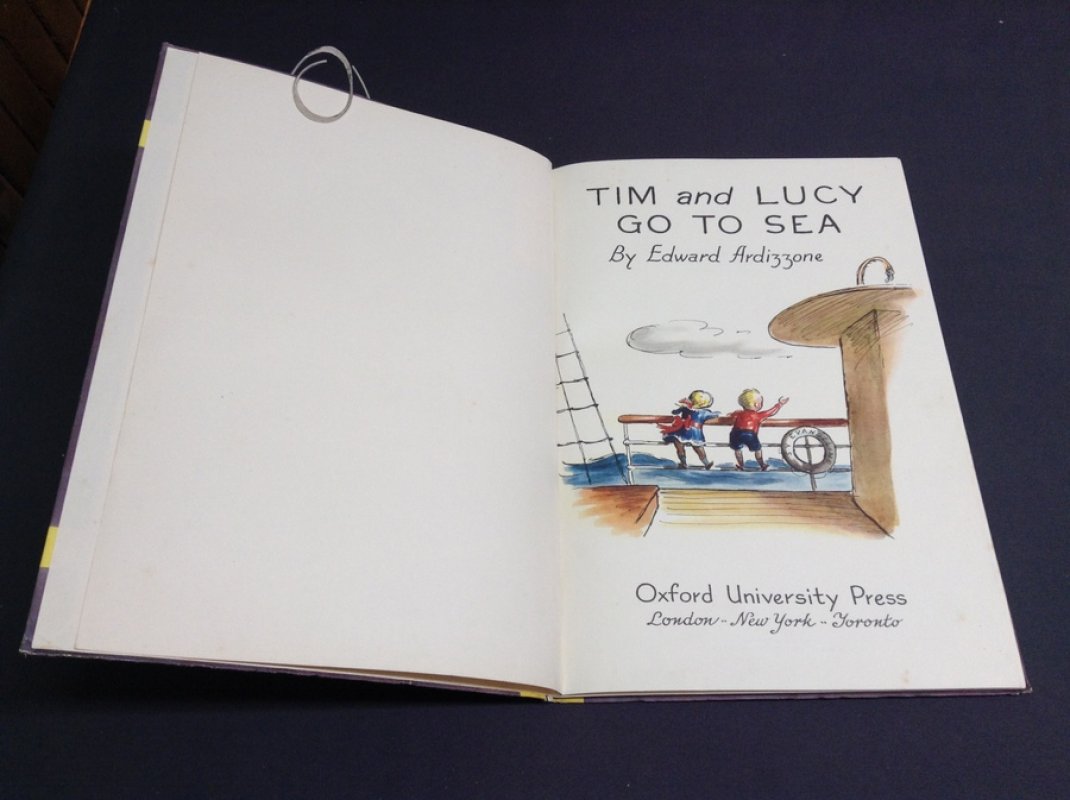 TIM and LUCY
GO TO SEA
By Edward Ardizzone
Oxford University Press
London - New York - Toronto